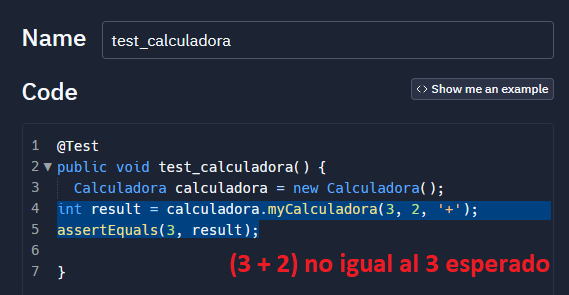 Name
test_calculadora
Code
<> Show me an example
1 @Test
2 public void test_calculadora() {
3 Calculadora calculadora = new Calculadora();
4 int result = calculadora.myCalculadora(3, 2, '+');
5 assertEquals(3, result);
6
7 }
(3 + 2) no igual al 3 esperado